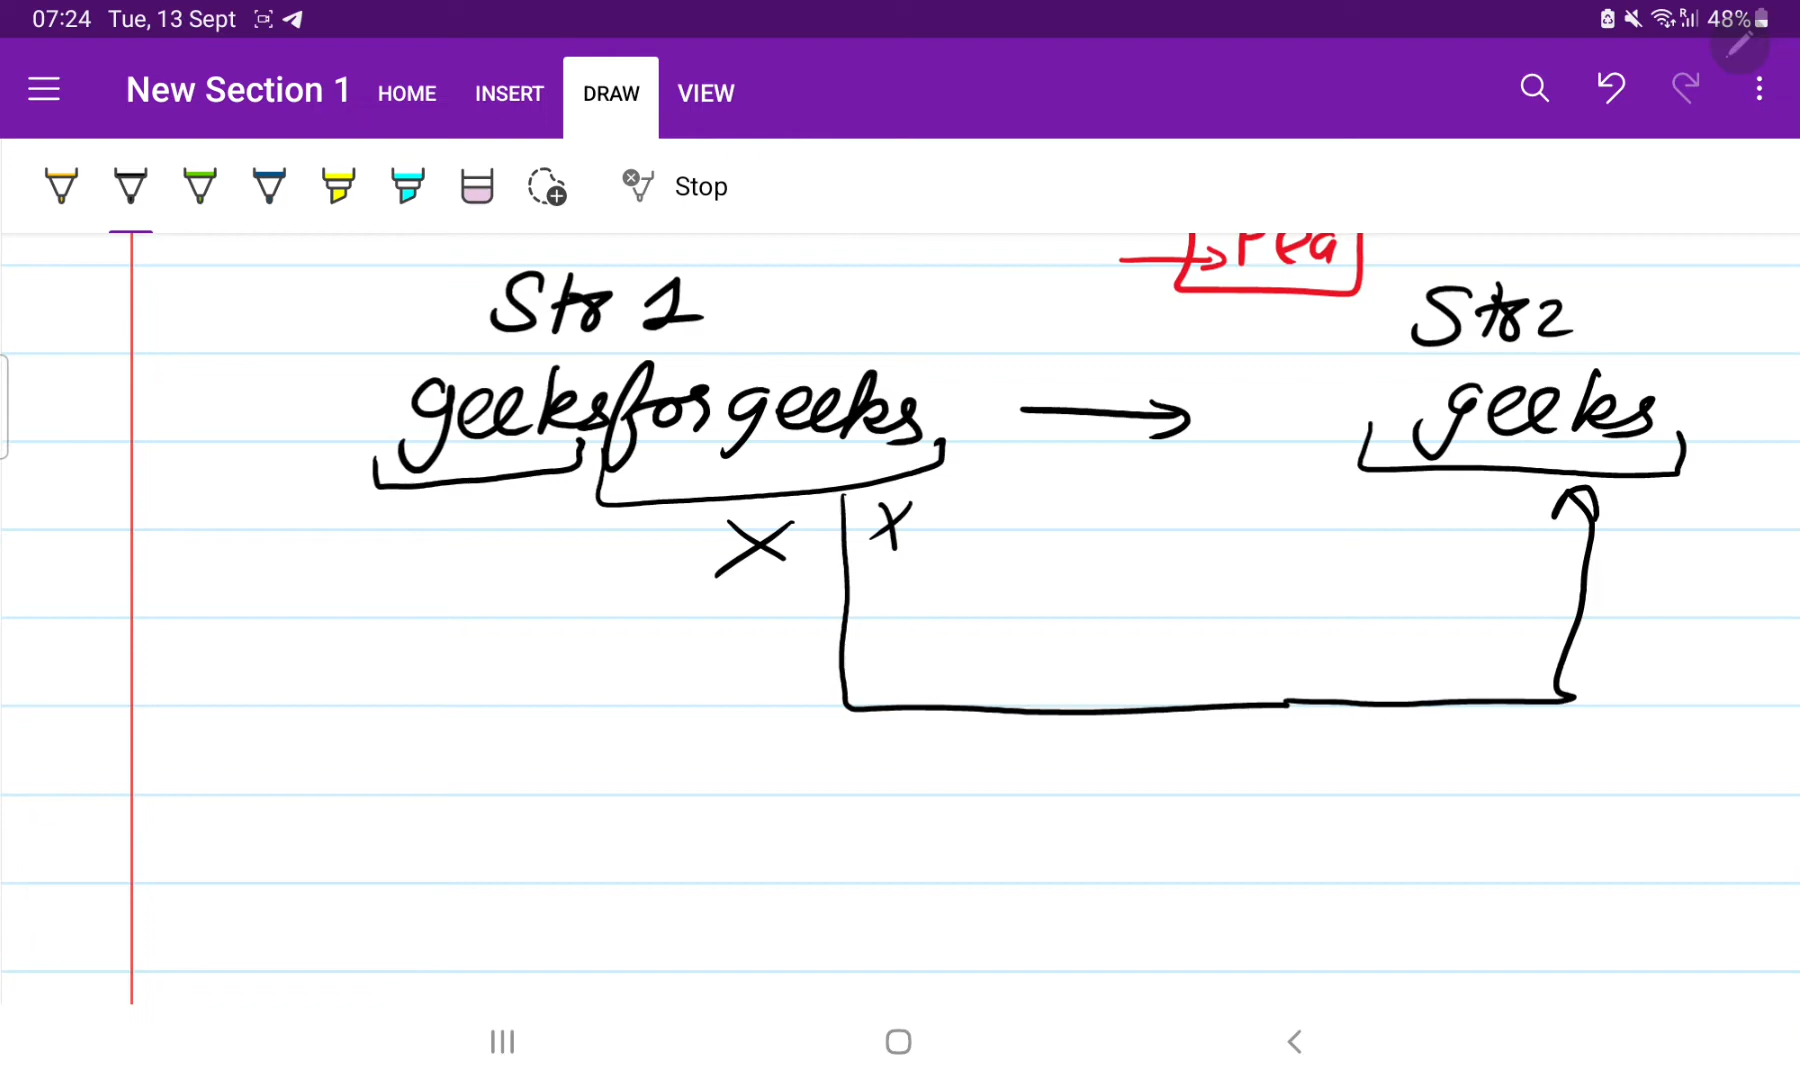 07:24 Tue, 13 Sept 48%
New Section 1 HOME INSERT DRAW VIEW
Stop
Str 1 Str2
geeksforgeeks → geeks
X X